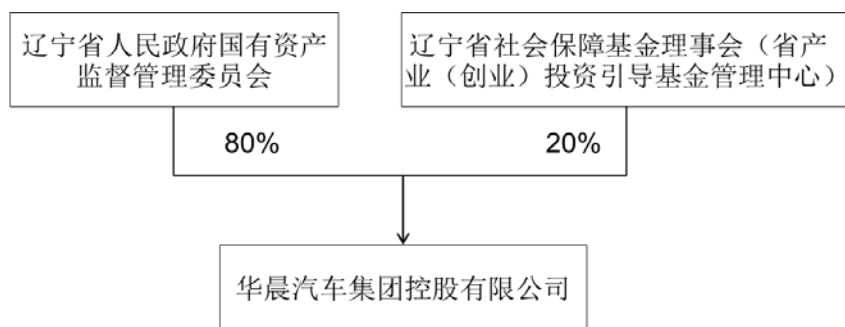 辽宁省人民政府国有资产
监督管理委员会
辽宁省社会保障基金理事会（省产
业（创业）投资引导基金管理中心）
80%
20%
华晨汽车集团控股有限公司